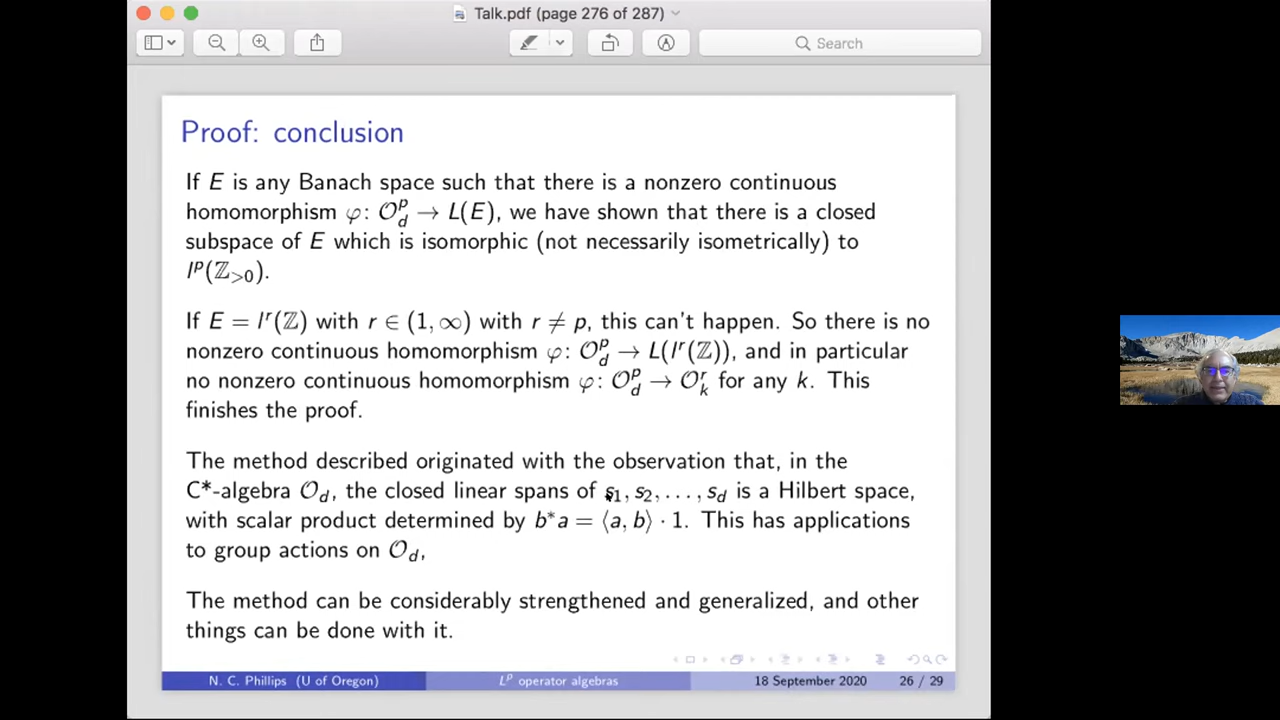 Talk.pdf (page 276 of 287)
Search
Proof: conclusion
If E is any Banach space such that there is a nonzero continuous
homomorphism φ: 𝒪ᵖ_d → L(E), we have shown that there is a closed
subspace of E which is isomorphic (not necessarily isometrically) to
lᵖ(ℤ_{>0}).
If E = lʳ(ℤ) with r ∈ (1, ∞) with r ≠ p, this can't happen. So there is no
nonzero continuous homomorphism φ: 𝒪ᵖ_d → L(lʳ(ℤ)), and in particular
no nonzero continuous homomorphism φ: 𝒪ᵖ_d → 𝒪ʳ_k for any k. This
finishes the proof.
The method described originated with the observation that, in the
C*-algebra 𝒪_d, the closed linear spans of s₁, s₂, . . . , s_d is a Hilbert space,
with scalar product determined by b*a = ⟨a, b⟩ · 1. This has applications
to group actions on 𝒪_d,
The method can be considerably strengthened and generalized, and other
things can be done with it.
N. C. Phillips (U of Oregon) Lᵖ operator algebras 18 September 2020 26 / 29